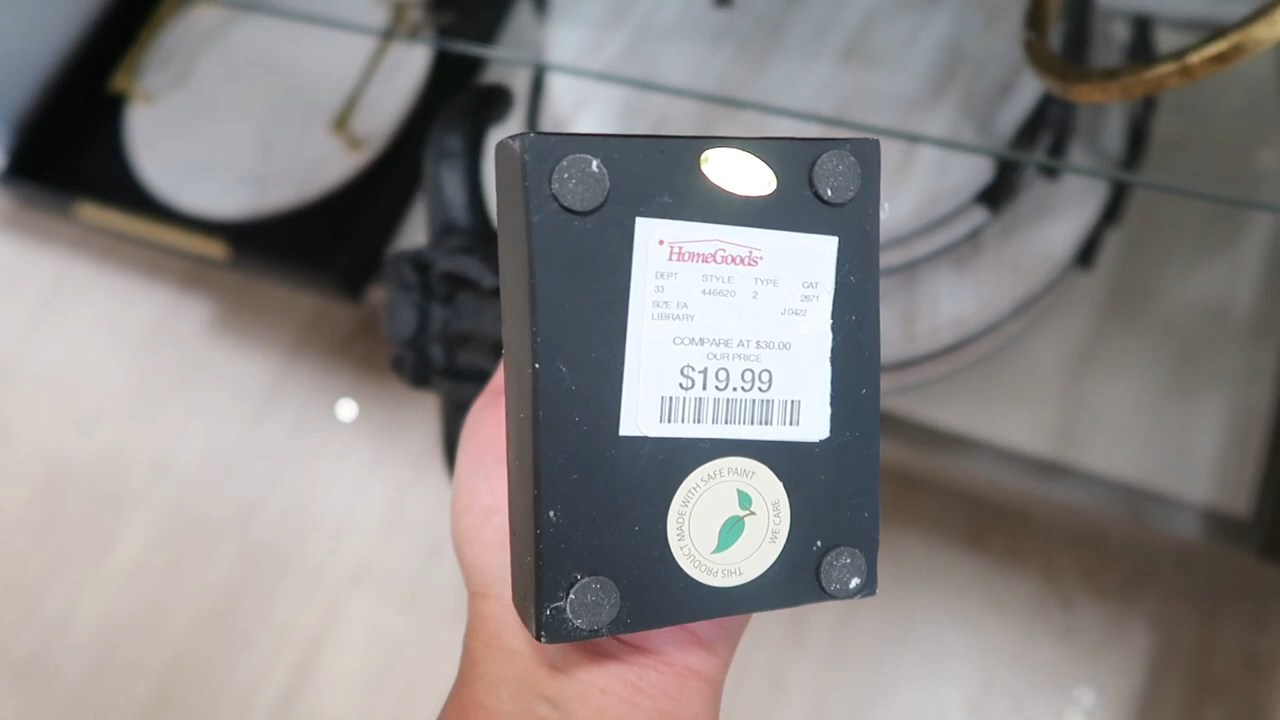 HomeGoods
DEPT STYLE TYPE CAT
33 446620 2 2871
SIZE EA J0422
LIBRARY
COMPARE AT $30.00
OUR PRICE
$19.99
THIS PRODUCT MADE WITH SAFE PAINT
WE CARE